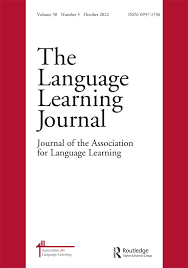 Volume 50 Number 5 October 2022 ISSN: 0957-1736
The
Language
Learning
Journal
Journal of the Association
for Language Learning
Association for
Language Learning
Routledge
Taylor & Francis Group